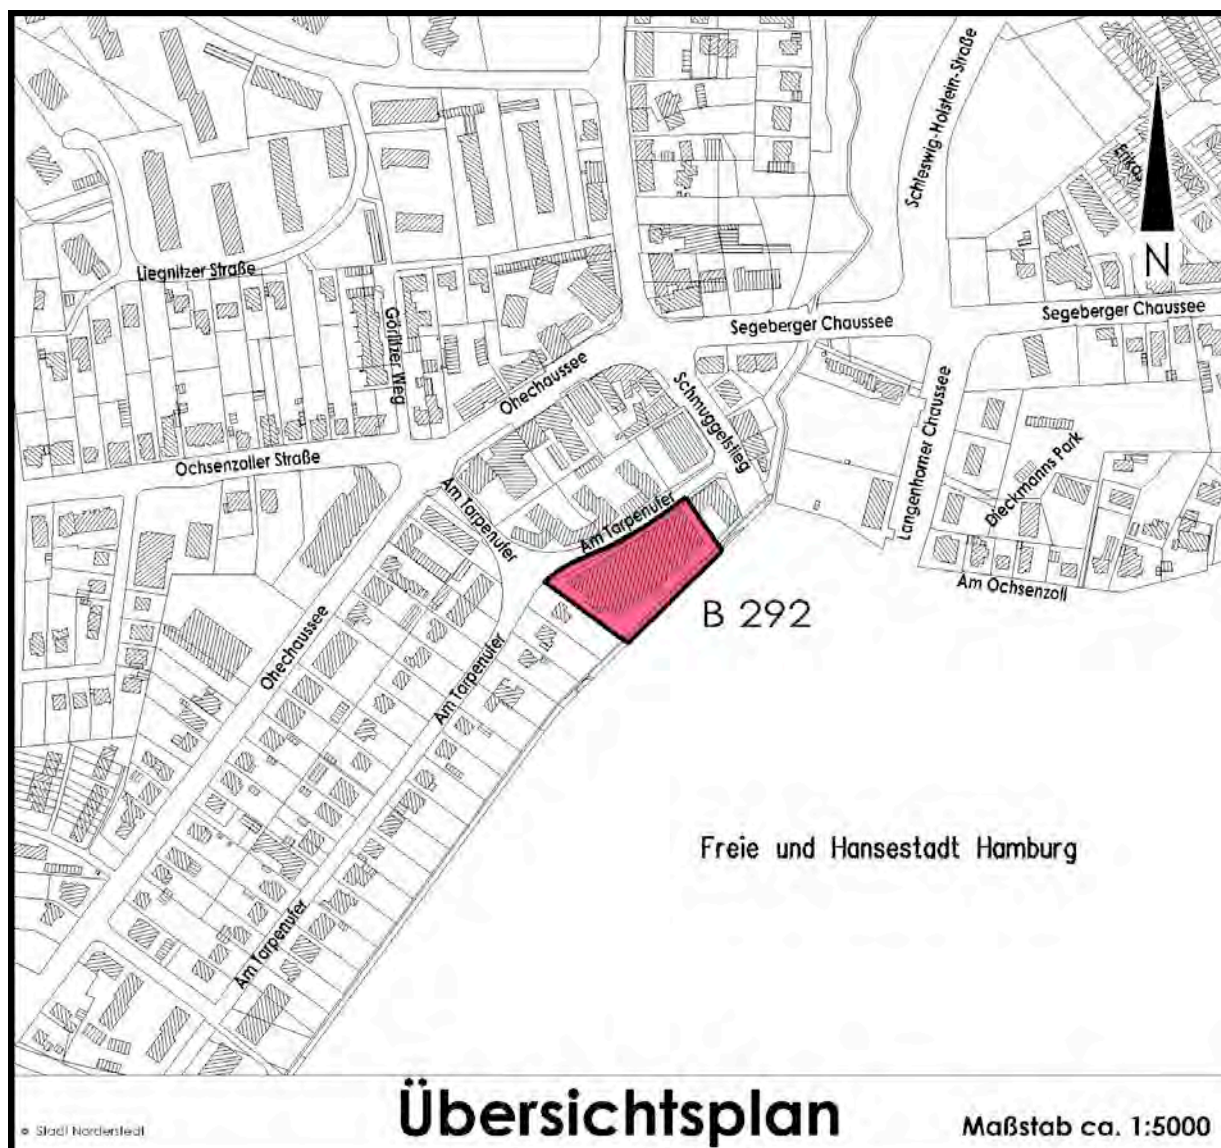 Schleswig-Holstein-Straße
Erika
N
Liegnitzer Straße
Görlitzer Weg
Segeberger Chaussee
Segeberger Chaussee
Ohechaussee
Schmuggelstieg
Langenhorner Chaussee
Ochsenzoller Straße
Dieckmanns Park
Am Tarpenufer
Am Tarpenufer
Am Ochsenzoll
B 292
Ohechaussee
Am Tarpenufer
Freie und Hansestadt Hamburg
Am Tarpenufer
© Stadt Norderstedt
Übersichtsplan
Maßstab ca. 1:5000